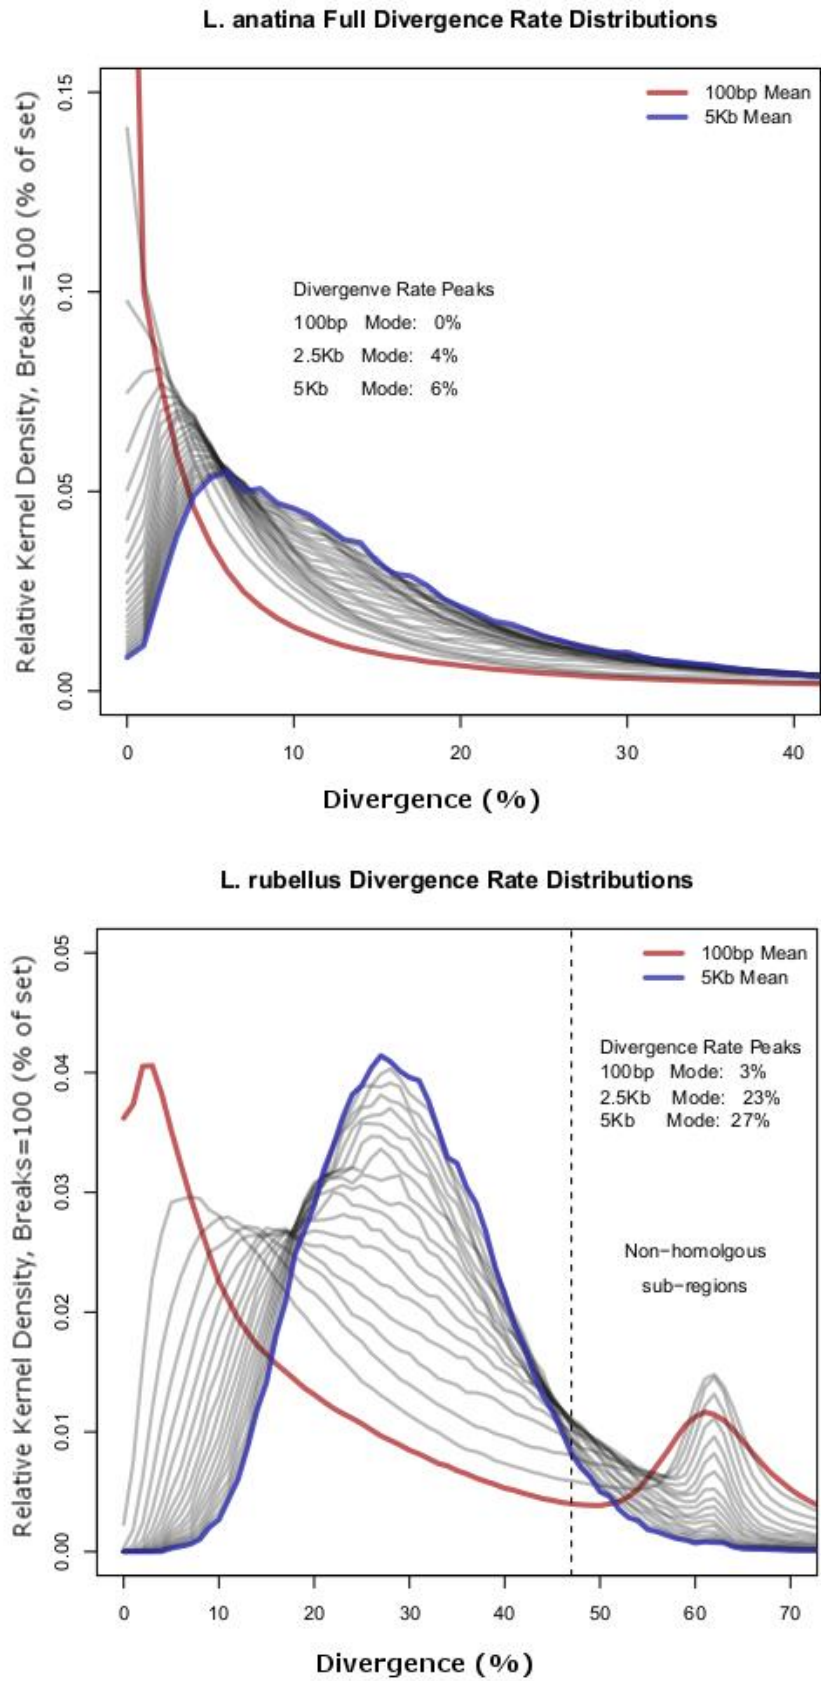 L. anatina Full Divergence Rate Distributions
Relative Kernel Density, Breaks=100 (% of set)
0.15
0.10
0.05
0.00
100bp Mean
5Kb Mean
Divergenve Rate Peaks
100bp Mode: 0%
2.5Kb Mode: 4%
5Kb Mode: 6%
0 10 20 30 40
Divergence (%)
L. rubellus Divergence Rate Distributions
Relative Kernel Density, Breaks=100 (% of set)
0.05
0.04
0.03
0.02
0.01
0.00
100bp Mean
5Kb Mean
Divergence Rate Peaks
100bp Mode: 3%
2.5Kb Mode: 23%
5Kb Mode: 27%
Non-homolgous
sub-regions
0 10 20 30 40 50 60 70
Divergence (%)